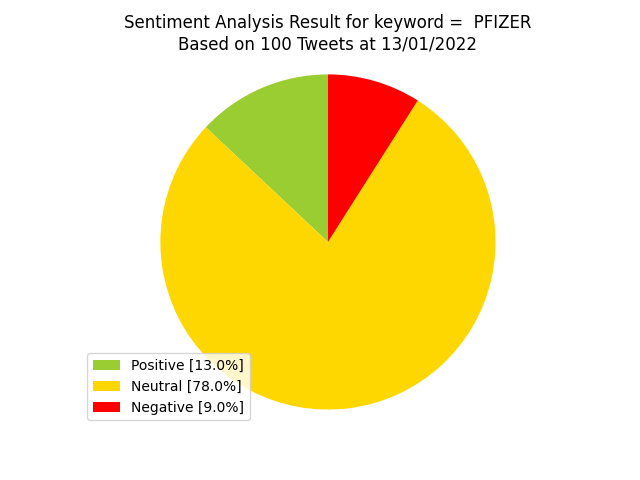 Sentiment Analysis Result for keyword =  PFIZER
Based on 100 Tweets at 13/01/2022
Positive [13.0%]
Neutral [78.0%]
Negative [9.0%]